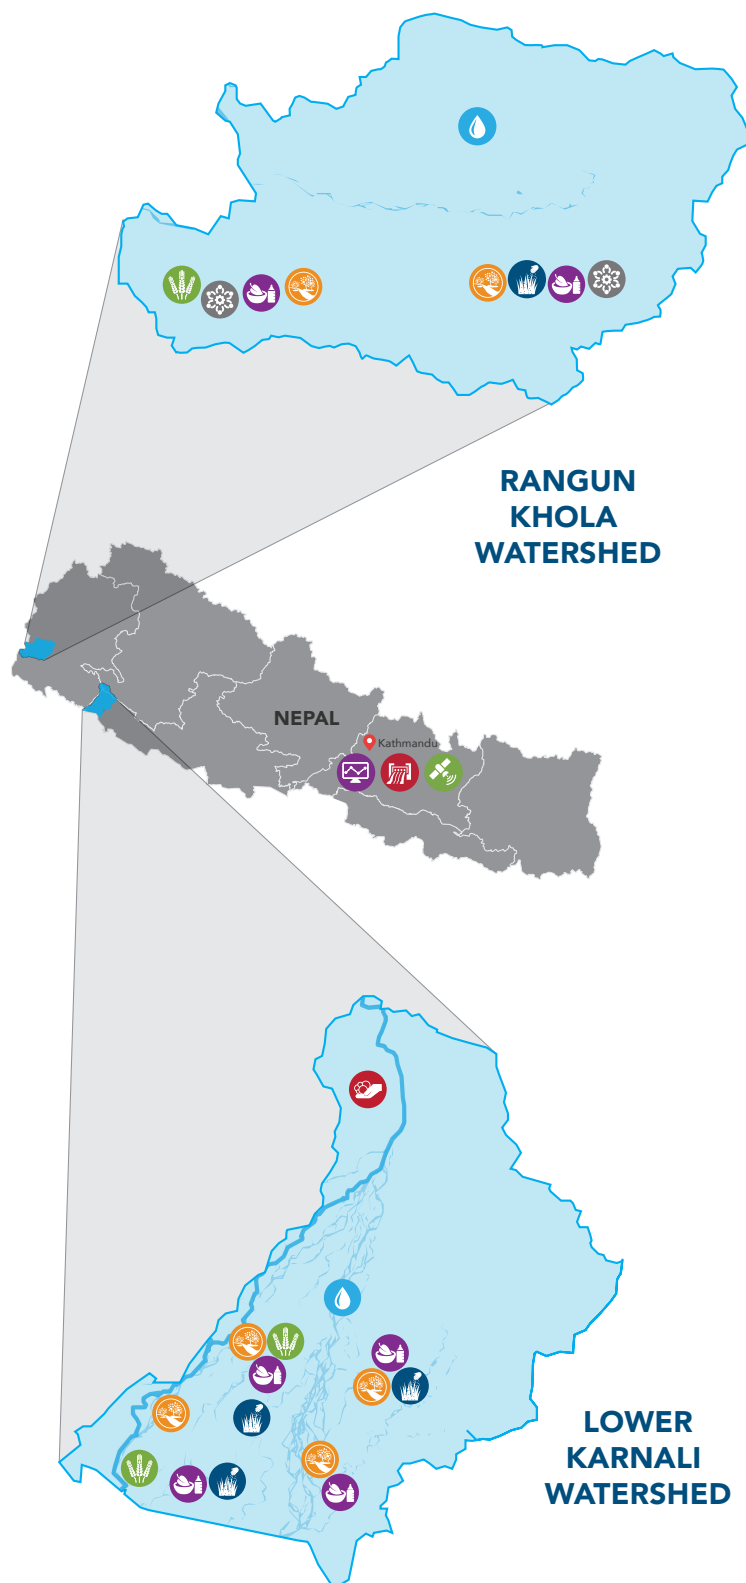 RANGUN
KHOLA
WATERSHED
NEPAL
Kathmandu
LOWER
KARNALI
WATERSHED